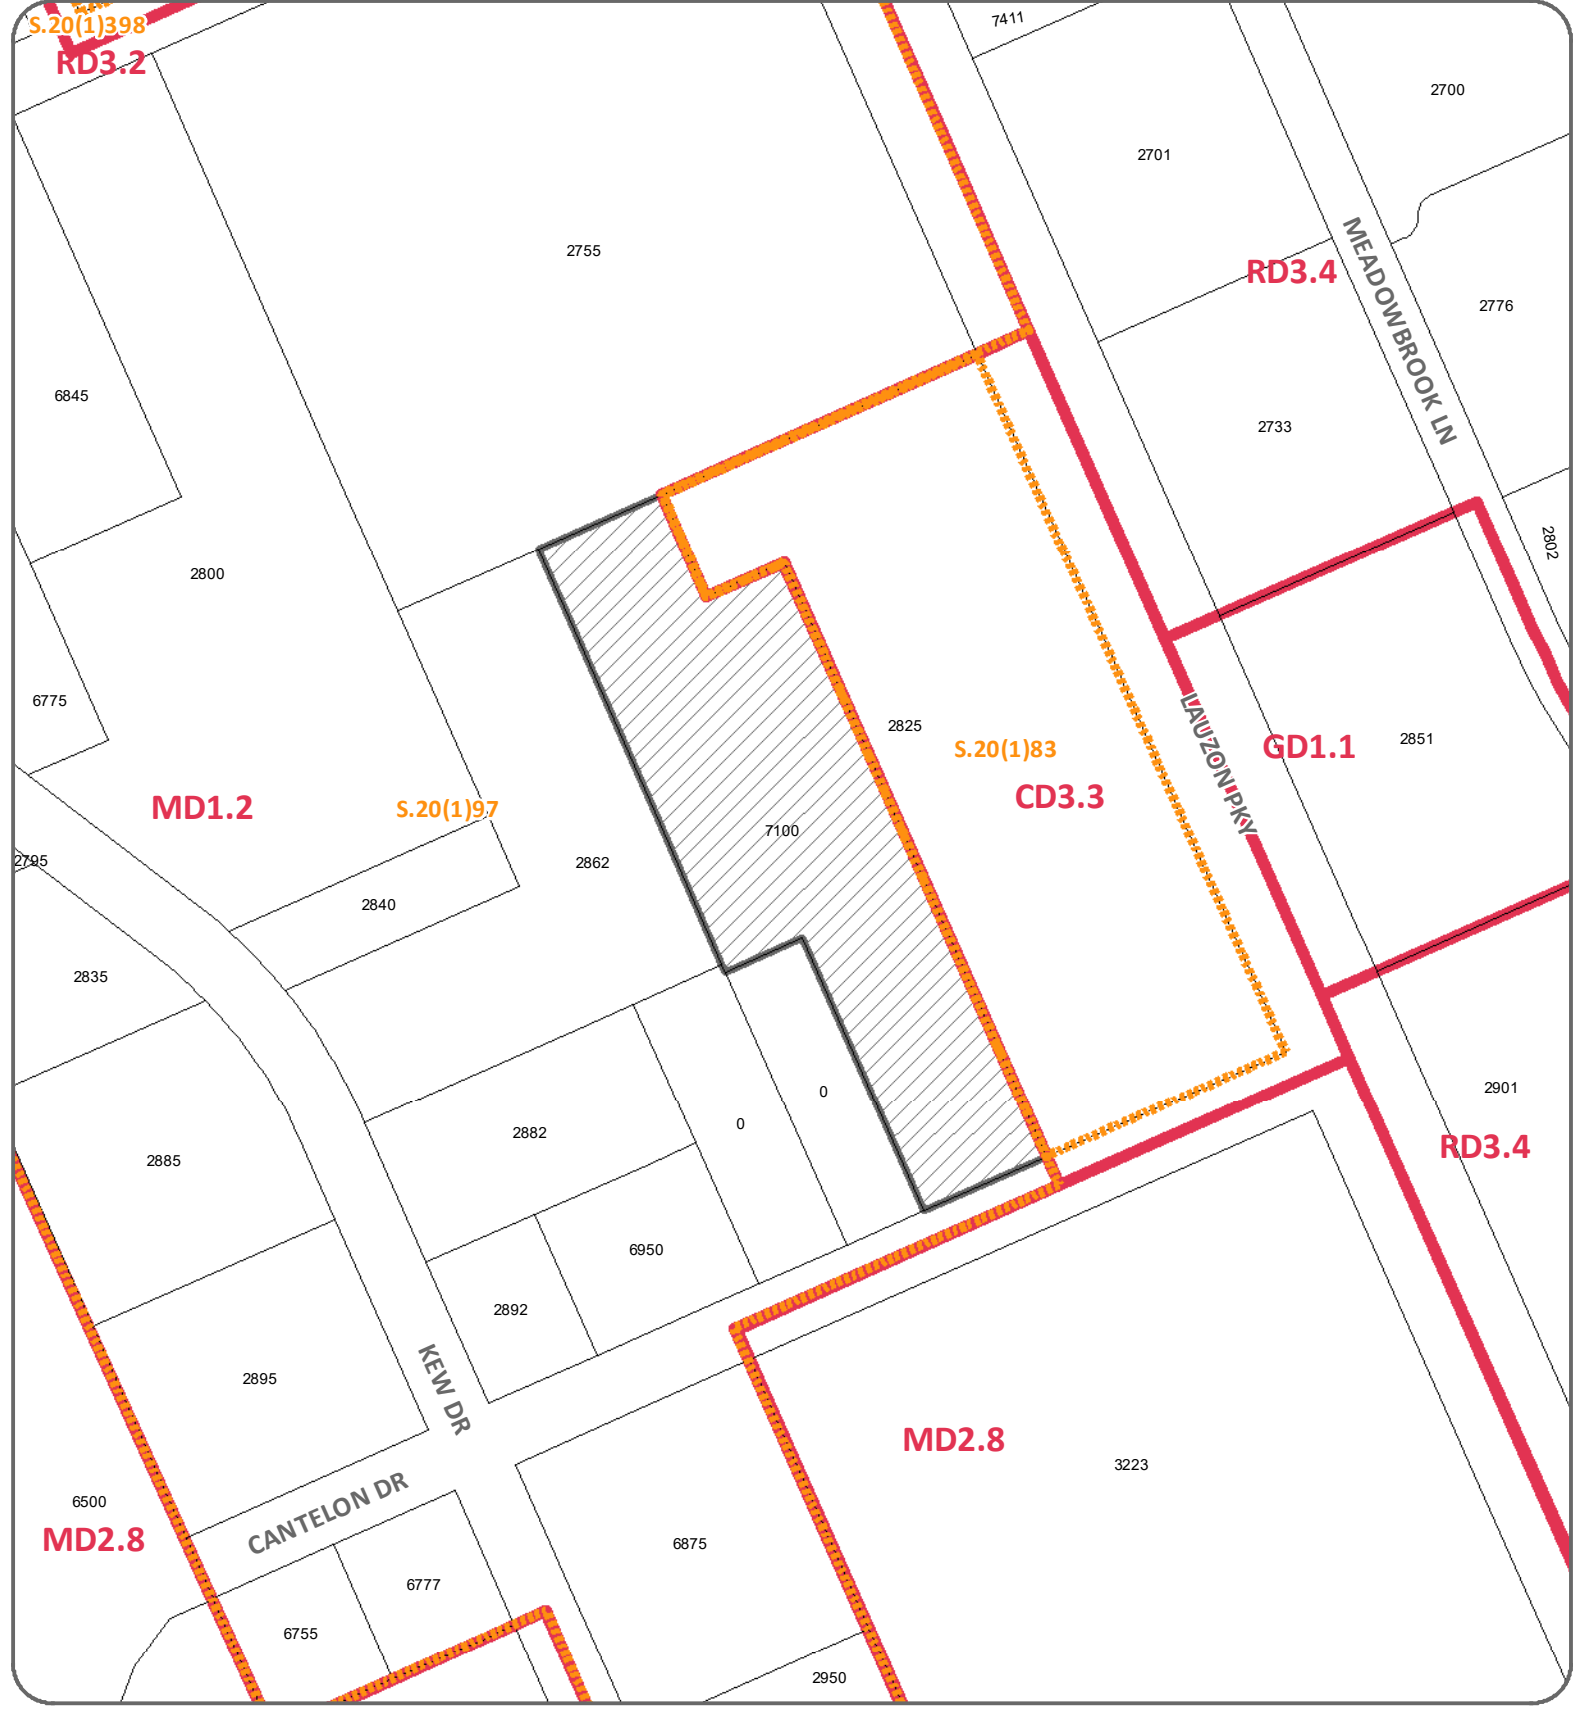 S.20(1)398
7411
RD3.2
2700
2701
2755
MEADOWBROOK LN
RD3.4
2776
6845
2733
2802
2800
6775
LAUZON PKY
2825
S.20(1)83
GD1.1
2851
CD3.3
MD1.2
S.20(1)97
7100
2795
2862
2840
2835
2901
0
0
2882
RD3.4
2885
6950
2892
KEW DR
2895
MD2.8
3223
6500
CANTELON DR
MD2.8
6875
6777
6755
2950